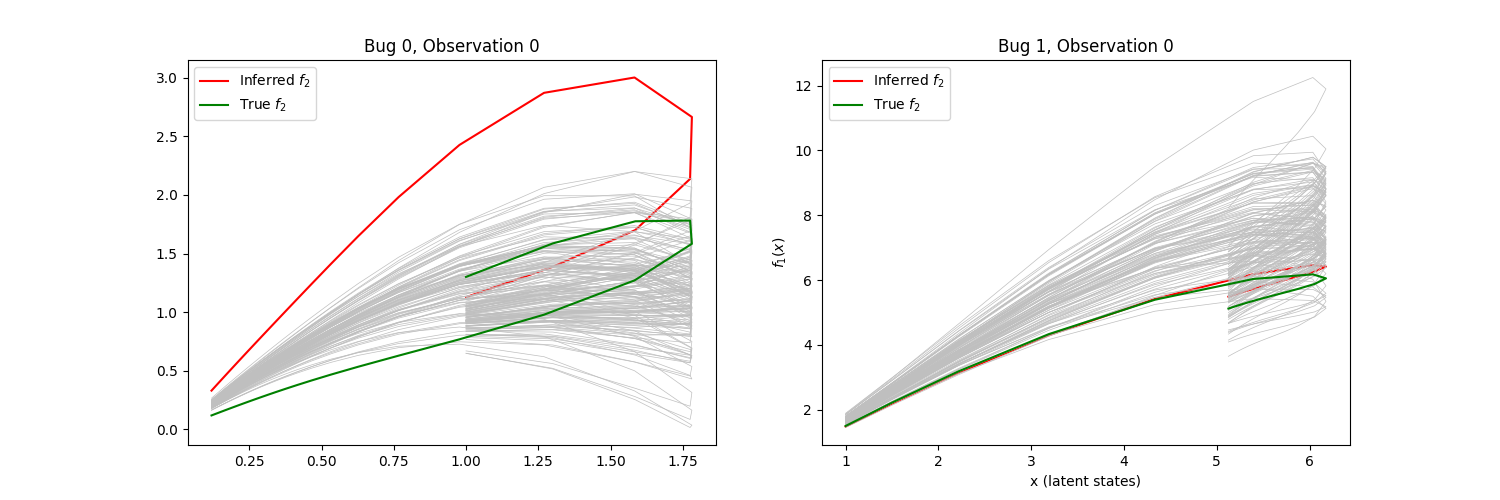 Bug 0, Observation 0
Inferred f₂
True f₂
3.0
2.5
2.0
1.5
1.0
0.5
0.0
0.25 0.50 0.75 1.00 1.25 1.50 1.75
Bug 1, Observation 0
Inferred f₂
True f₂
f₁(x)
12
10
8
6
4
2
1 2 3 4 5 6
x (latent states)